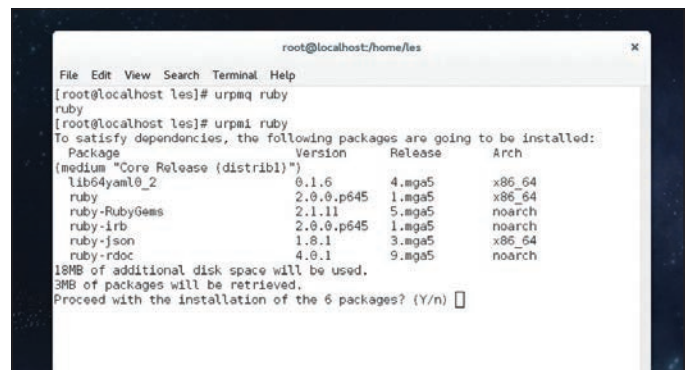 root@localhost:/home/les
File Edit View Search Terminal Help
[root@localhost les]# urpmq ruby
ruby
[root@localhost les]# urpmi ruby
To satisfy dependencies, the following packages are going to be installed:
Package Version Release Arch
(medium "Core Release (distrib1)")
lib64yaml0_2 0.1.6 4.mga5 x86_64
ruby 2.0.0.p645 1.mga5 x86_64
ruby-RubyGems 2.1.11 5.mga5 noarch
ruby-irb 2.0.0.p645 1.mga5 noarch
ruby-json 1.8.1 3.mga5 x86_64
ruby-rdoc 4.0.1 9.mga5 noarch
18MB of additional disk space will be used.
3MB of packages will be retrieved.
Proceed with the installation of the 6 packages? (Y/n)